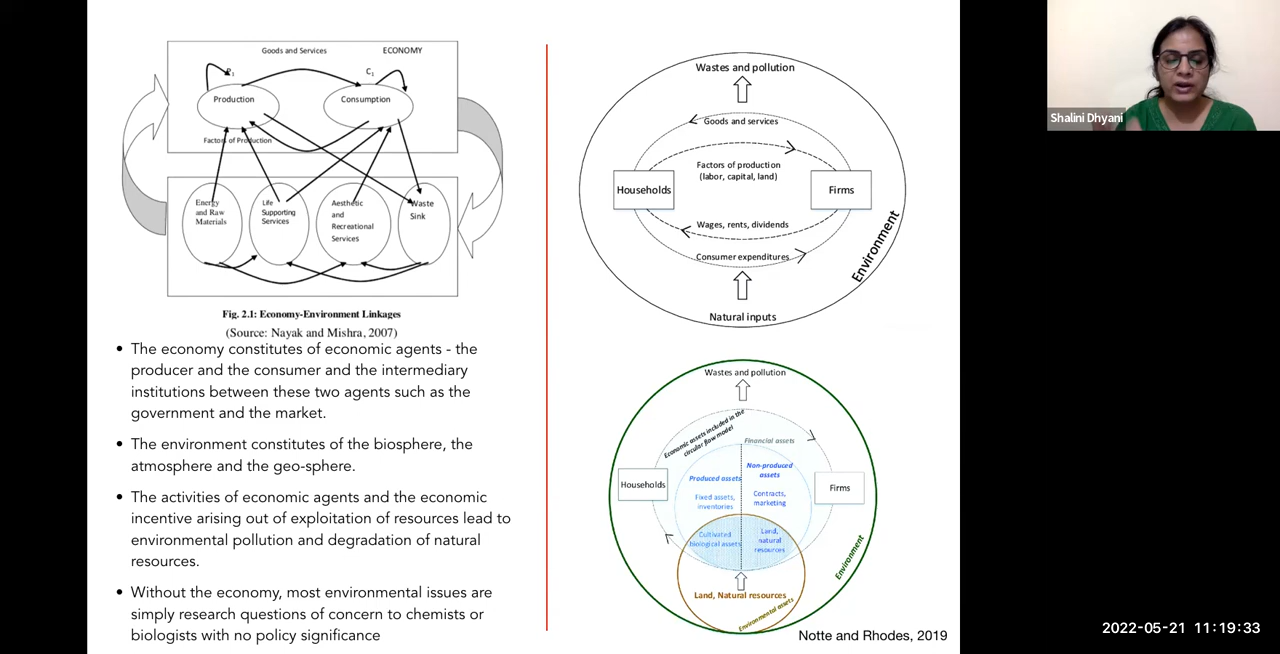 Goods and Services
ECONOMY
P1
C1
Production
Consumption
Factors of Production
Energy
and Raw
Materials
Life
Supporting
Services
Aesthetic
and
Recreational
Services
Waste
Sink
Fig. 2.1: Economy-Environment Linkages
(Source: Nayak and Mishra, 2007)
• The economy constitutes of economic agents - the
producer and the consumer and the intermediary
institutions between these two agents such as the
government and the market.
• The environment constitutes of the biosphere, the
atmosphere and the geo-sphere.
• The activities of economic agents and the economic
incentive arising out of exploitation of resources lead to
environmental pollution and degradation of natural
resources.
• Without the economy, most environmental issues are
simply research questions of concern to chemists or
biologists with no policy significance
Wastes and pollution
Goods and services
Factors of production
(labor, capital, land)
Households
Firms
Wages, rents, dividends
Consumer expenditures
Environment
Natural inputs
Wastes and pollution
Economic assets included in the
circular flow model
Financial assets
Non-produced
assets
Produced assets
Households
Firms
Fixed assets,
inventories
Contracts,
marketing
Cultivated
biological assets
Land,
natural
resources
Environment
Land, Natural resources
Environmental assets
Notte and Rhodes, 2019
Shalini Dhyani
2022-05-21 11:19:33